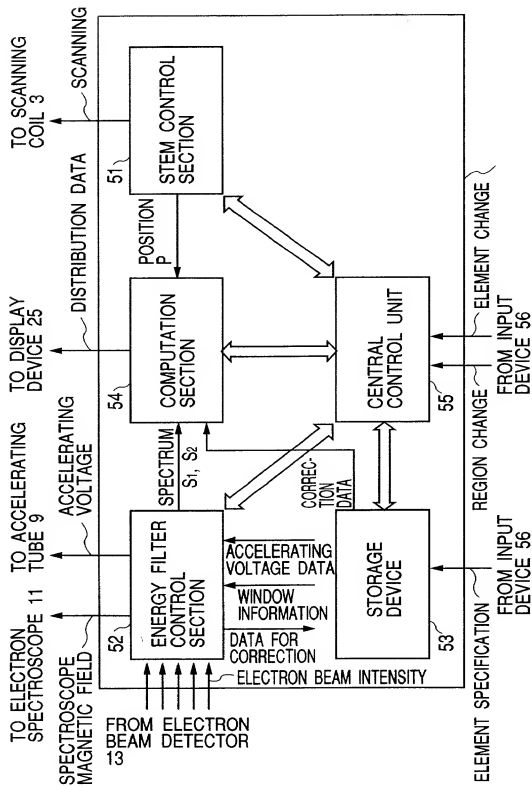 TO ELECTRON
SPECTROSCOPE 11
SPECTROSCOPE
MAGNETIC FIELD
TO ACCELERATING
TUBE 9
ACCELERATING
VOLTAGE
TO DISPLAY
DEVICE 25
DISTRIBUTION DATA
TO SCANNING
COIL 3
SCANNING
52
ENERGY FILTER
CONTROL
SECTION
SPECTRUM
S1, S2
54
COMPUTATION
SECTION
POSITION
P
51
STEM CONTROL
SECTION
FROM ELECTRON
BEAM DETECTOR
13
ELECTRON BEAM INTENSITY
DATA FOR
CORRECTION
WINDOW
INFORMATION
ACCELERATING
VOLTAGE DATA
CORREC-
TION
DATA
53
STORAGE
DEVICE
55
CENTRAL
CONTROL UNIT
ELEMENT SPECIFICATION
FROM INPUT
DEVICE 56
REGION CHANGE
FROM INPUT
DEVICE 56
ELEMENT CHANGE